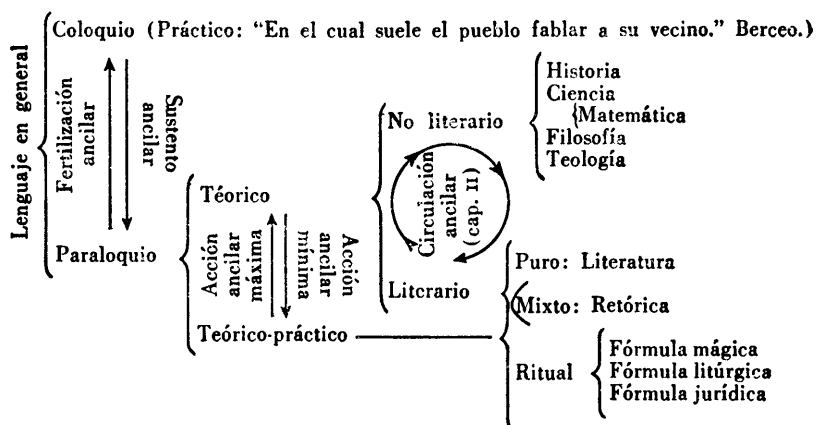 Lenguaje en general
Coloquio (Práctico: “En el cual suele el pueblo fablar a su vecino.” Berceo.)
Fertilización
ancilar
Sustento
ancilar
Paraloquio
Téorico
Acción
ancilar
máxima
Acción
ancilar
mínima
Teórico-práctico
No literario
Circulación
ancilar
(cap. II)
Literario
Historia
Ciencia
Matemática
Filosofía
Teología
Puro: Literatura
Mixto: Retórica
Ritual
Fórmula mágica
Fórmula litúrgica
Fórmula jurídica